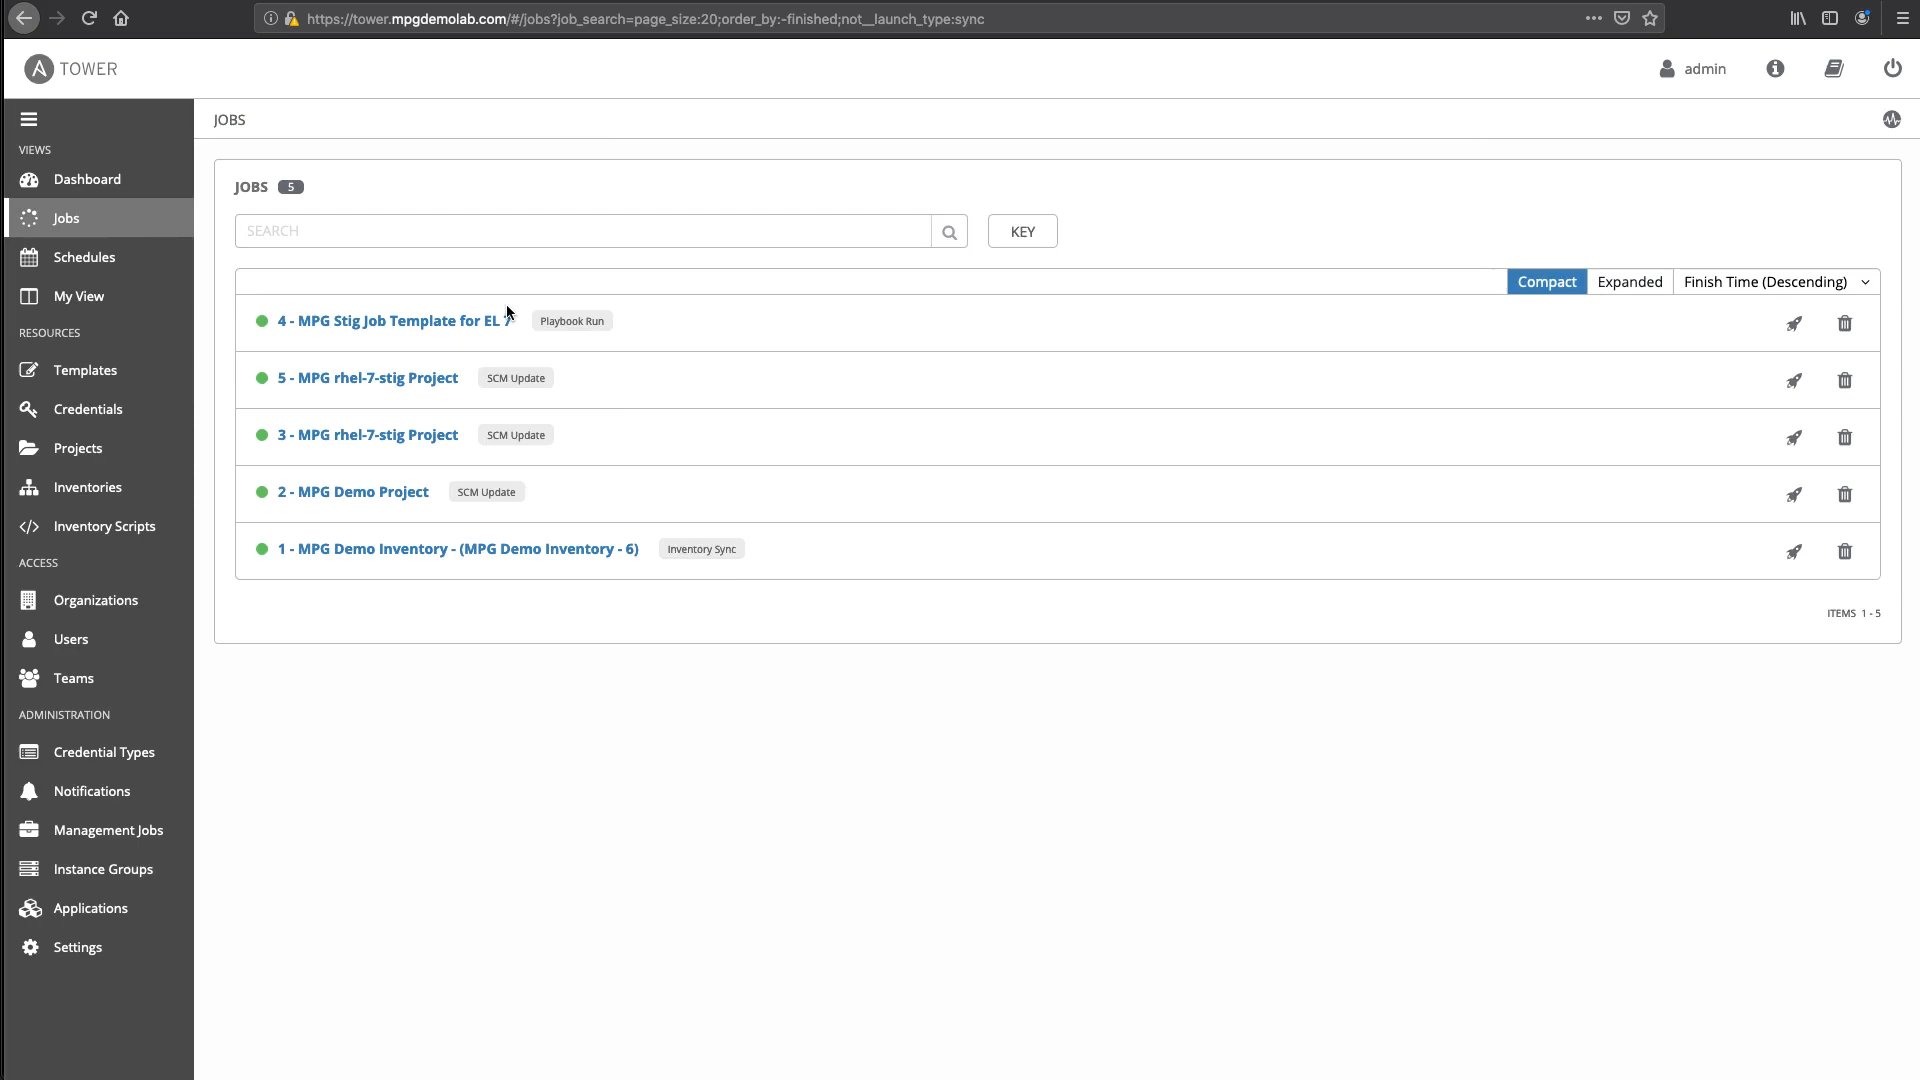 https://tower.mpgdemolab.com/#/jobs?job_search=page_size:20;order_by:-finished;not__launch_type:sync
TOWER
admin
JOBS
VIEWS
Dashboard
Jobs
Schedules
My View
RESOURCES
Templates
Credentials
Projects
Inventories
Inventory Scripts
ACCESS
Organizations
Users
Teams
ADMINISTRATION
Credential Types
Notifications
Management Jobs
Instance Groups
Applications
Settings
JOBS 5
SEARCH
KEY
Compact Expanded Finish Time (Descending)
4 - MPG Stig Job Template for EL 7 Playbook Run
5 - MPG rhel-7-stig Project SCM Update
3 - MPG rhel-7-stig Project SCM Update
2 - MPG Demo Project SCM Update
1 - MPG Demo Inventory - (MPG Demo Inventory - 6) Inventory Sync
ITEMS 1 - 5